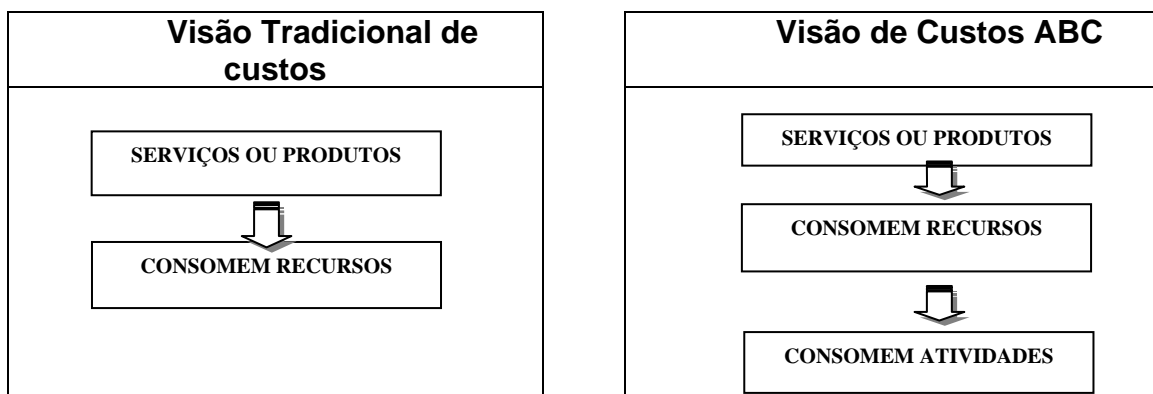 Visão Tradicional de
custos
SERVIÇOS OU PRODUTOS
CONSOMEM RECURSOS
Visão de Custos ABC
SERVIÇOS OU PRODUTOS
CONSOMEM RECURSOS
CONSOMEM ATIVIDADES